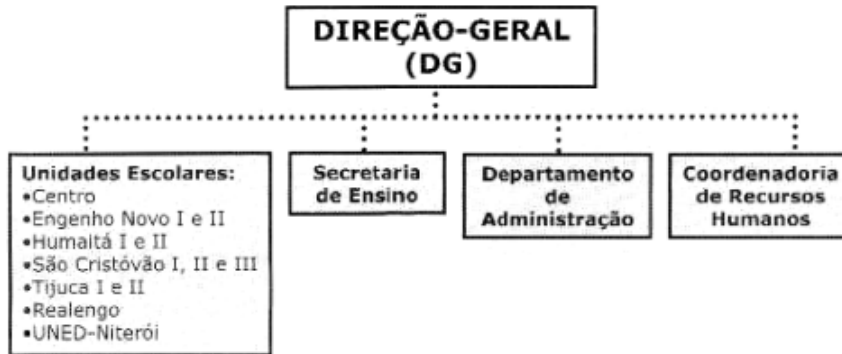 DIREÇÃO-GERAL
(DG)
Unidades Escolares:
•Centro
•Engenho Novo I e II
•Humaitá I e II
•São Cristóvão I, II e III
•Tijuca I e II
•Realengo
•UNED-Niterói
Secretaria
de Ensino
Departamento
de
Administração
Coordenadoria
de Recursos
Humanos